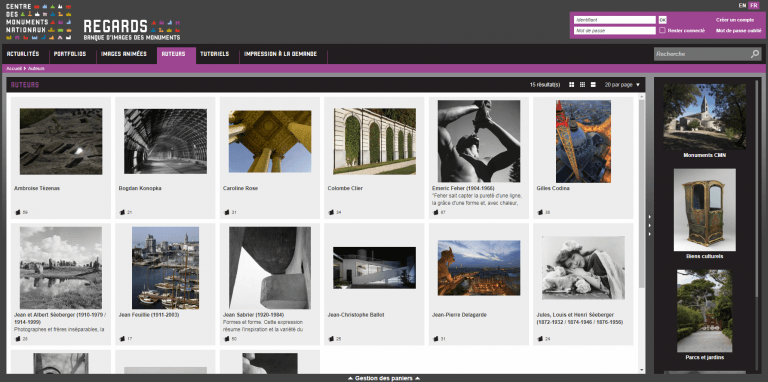 CENTRE
DES
MONUMENTS
NATIONAUX
REGARDS
BANQUE D'IMAGES DES MONUMENTS
EN FR
Identifiant OK Créer un compte
Mot de passe Rester connecté Mot de passe oublié
ACTUALITÉS PORTFOLIOS IMAGES ANIMÉES AUTEURS TUTORIELS IMPRESSION À LA DEMANDE
Recherche
Accueil > Auteurs
AUTEURS
15 résultat(s) 20 par page
Ambroise Tézenas
Bogdan Konopka
21
Caroline Rose
31
Colombe Clier
34
Emeric Feher (1904-1966)
"Feher sait capter la pureté d'une ligne,
la grâce d'une forme et, avec chaleur,
Gilles Codina
Jean et Albert Séeberger (1910-1979 /
1914-1999)
Photographes et frères inséparables, la
Jean Feuillie (1911-2003)
17
Jean Sabrier (1920-1984)
Formes et forme. Cette expression
résume l'inspiration et la variété du
Jean-Christophe Ballot
Jean-Pierre Delagarde
31
Jules, Louis et Henri Séeberger
(1872-1932 / 1874-1946 / 1876-1956)
24
Monuments CMN
Biens culturels
Parcs et jardins
Gestion des paniers